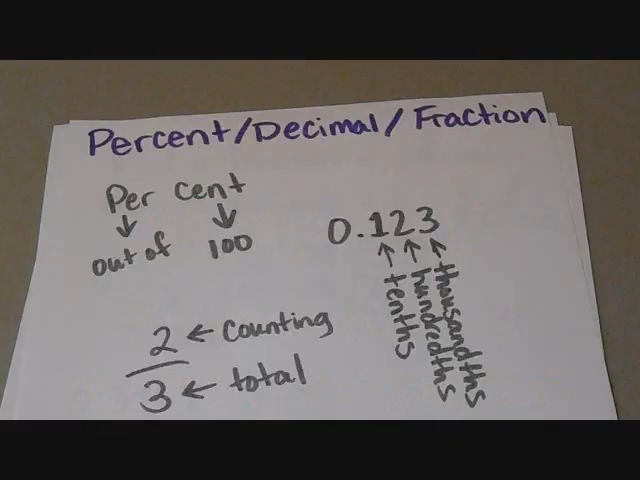 Percent/Decimal/Fraction
Per cent
↓ ↓
out of 100
0.123
↑ ↖ ↖
tenths
hundredths
thousandths
2 ← counting
3 ← total